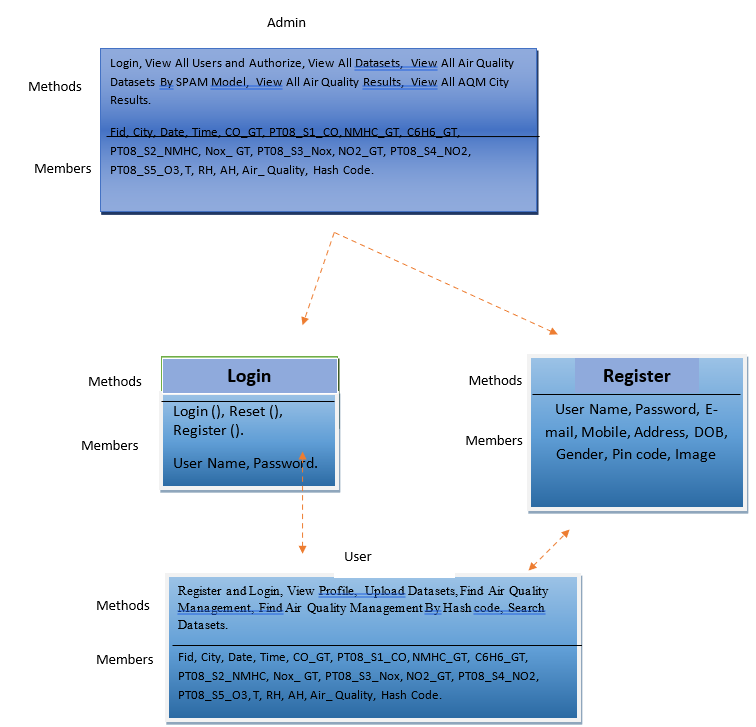 Admin
Methods
Login, View All Users and Authorize, View All Datasets, View All Air Quality
Datasets By SPAM Model, View All Air Quality Results, View All AQM City
Results.
Members
Fid, City, Date, Time, CO_GT, PT08_S1_CO, NMHC_GT, C6H6_GT,
PT08_S2_NMHC, Nox_ GT, PT08_S3_Nox, NO2_GT, PT08_S4_NO2,
PT08_S5_O3, T, RH, AH, Air_ Quality, Hash Code.
Methods
Login
Members
Login (), Reset (),
Register ().
User Name, Password.
Methods
Register
Members
User Name, Password, E-
mail, Mobile, Address, DOB,
Gender, Pin code, Image
User
Methods
Register and Login, View Profile, Upload Datasets, Find Air Quality
Management, Find Air Quality Management By Hash code, Search
Datasets.
Members
Fid, City, Date, Time, CO_GT, PT08_S1_CO, NMHC_GT, C6H6_GT,
PT08_S2_NMHC, Nox_ GT, PT08_S3_Nox, NO2_GT, PT08_S4_NO2,
PT08_S5_O3, T, RH, AH, Air_ Quality, Hash Code.